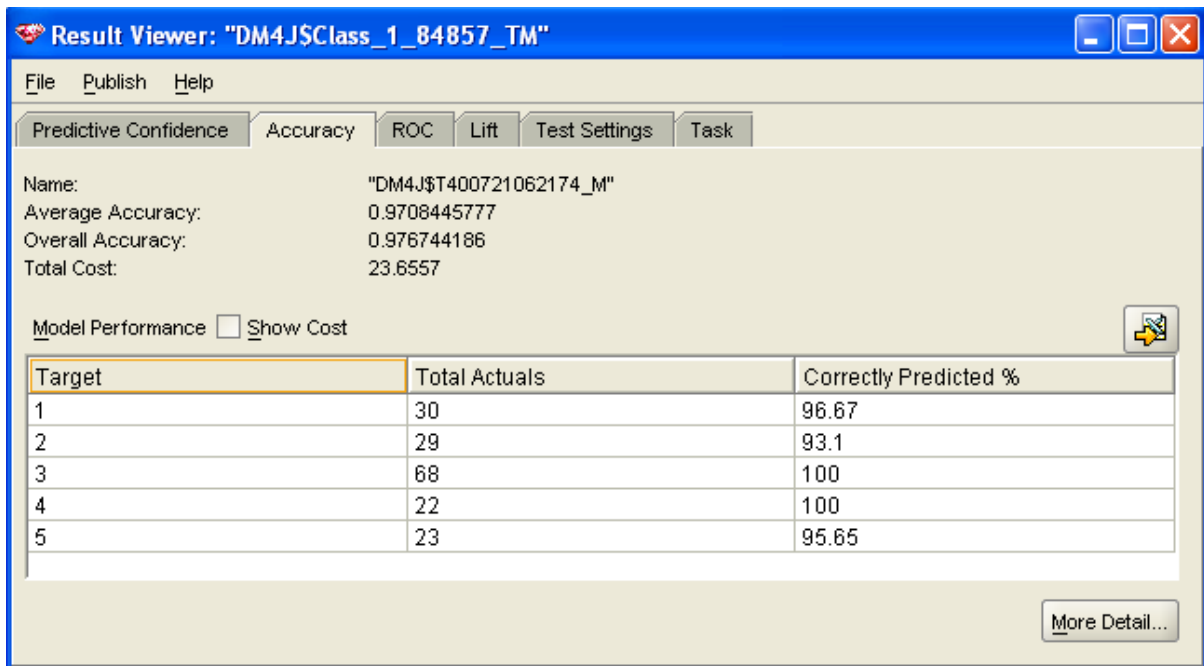 Result Viewer: "DM4J$Class_1_84857_TM"
File Publish Help
Predictive Confidence Accuracy ROC Lift Test Settings Task
Name: "DM4J$T400721062174_M"
Average Accuracy: 0.9708445777
Overall Accuracy: 0.976744186
Total Cost: 23.6557
Model Performance Show Cost
Target Total Actuals Correctly Predicted %
1 30 96.67
2 29 93.1
3 68 100
4 22 100
5 23 95.65
More Detail...